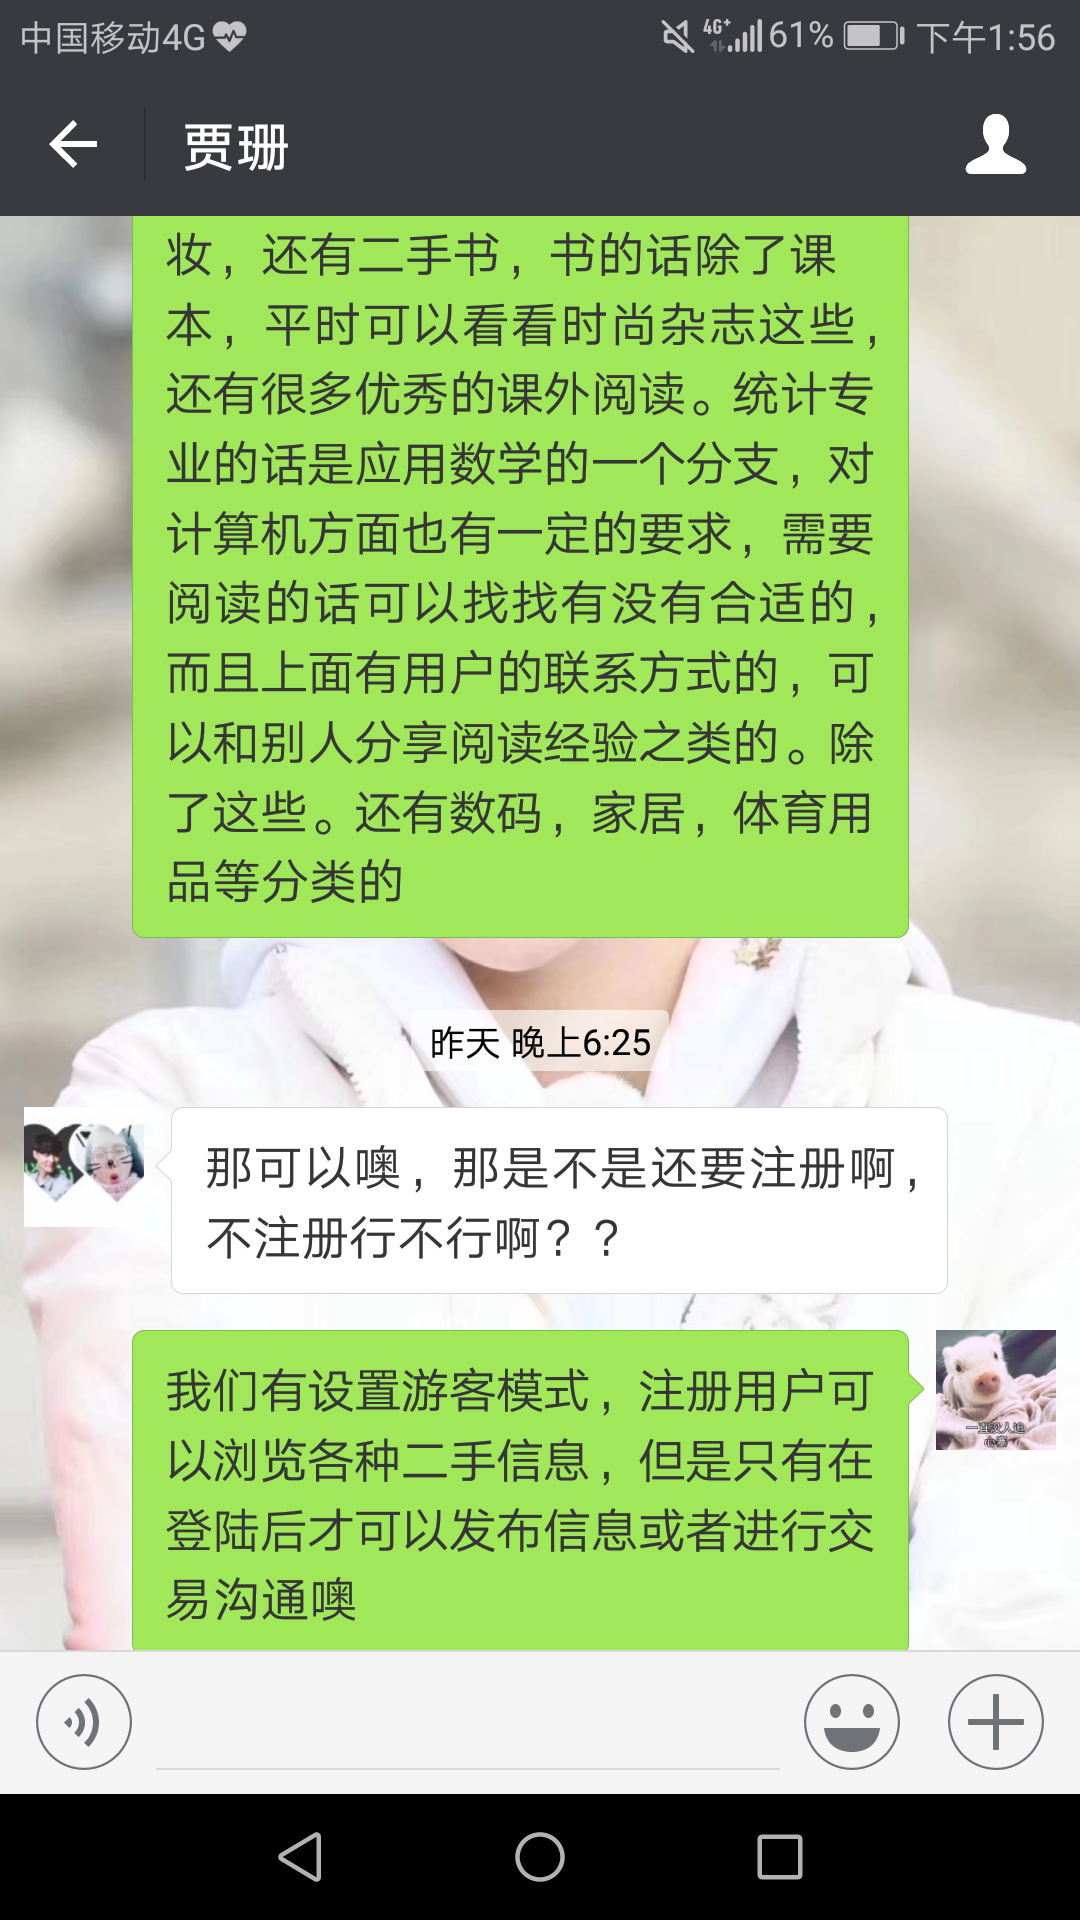 中国移动4G 4G+ 61% 下午1:56
贾珊
妆，还有二手书，书的话除了课
本，平时可以看看时尚杂志这些，
还有很多优秀的课外阅读。统计专
业的话是应用数学的一个分支，对
计算机方面也有一定的要求，需要
阅读的话可以找找有没有合适的，
而且上面有用户的联系方式的，可
以和别人分享阅读经验之类的。除
了这些。还有数码，家居，体育用
品等分类的
昨天 晚上6:25
那可以噢，那是不是还要注册啊，
不注册行不行啊？？
我们有设置游客模式，注册用户可
以浏览各种二手信息，但是只有在
登陆后才可以发布信息或者进行交
易沟通噢
一直没人追
心塞